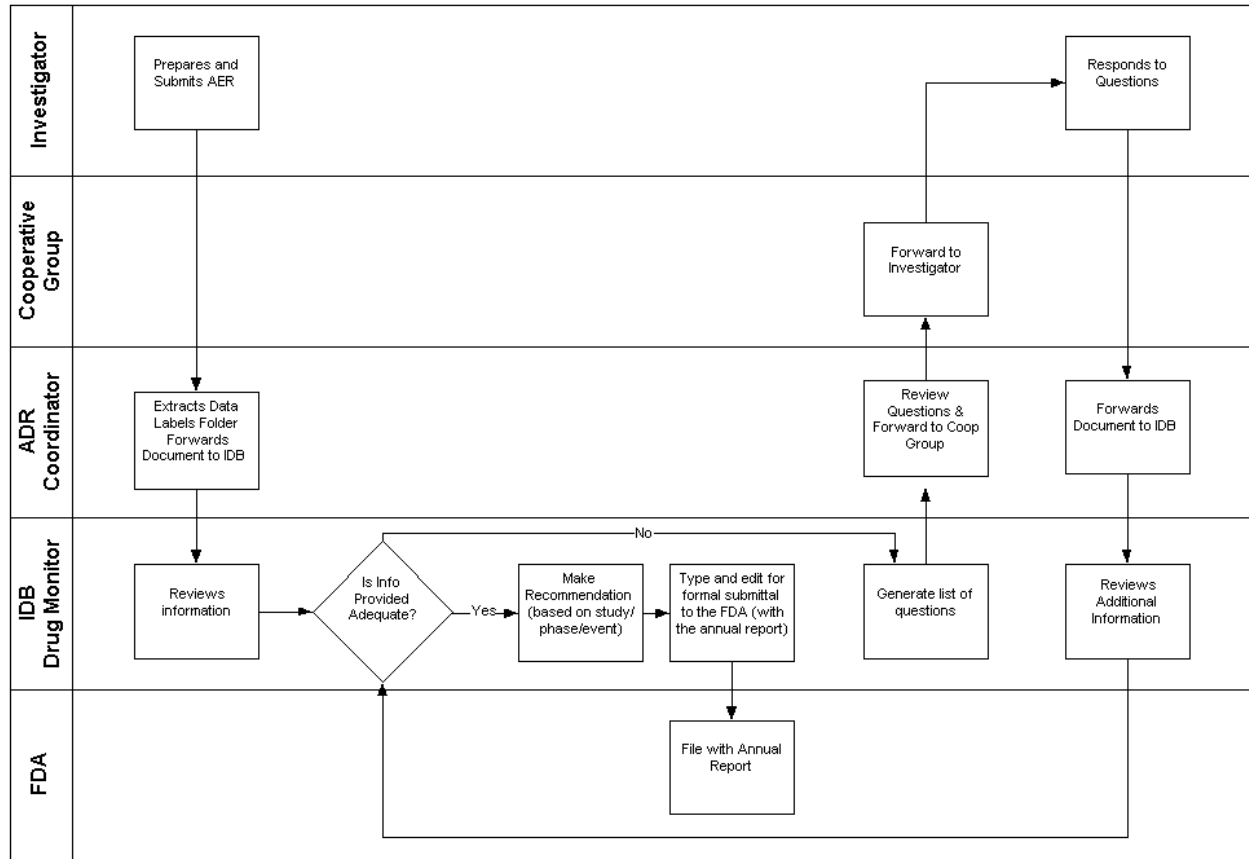 Investigator
Prepares and
Submits AER
Responds to
Questions
Cooperative
Group
Forward to
Investigator
ADR
Coordinator
Extracts Data
Labels Folder
Forwards
Document to IDB
Review
Questions &
Forward to Coop
Group
Forwards
Document to IDB
IDB
Drug Monitor
Reviews
information
Is Info
Provided
Adequate?
No
Yes
Make
Recommendation
(based on study/
phase/event)
Type and edit for
formal submittal
to the FDA (with
the annual report)
Generate list of
questions
Reviews
Additional
Information
FDA
File with Annual
Report